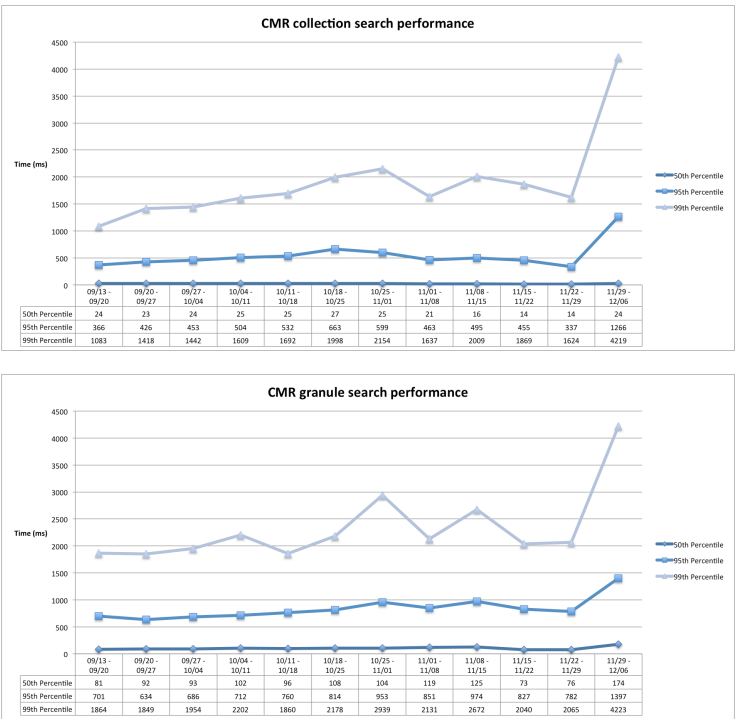 CMR collection search performance
4500
4000
3500
3000
2500
Time (ms)
2000
50th Percentile
95th Percentile
1500
99th Percentile
1000
500
0
09/13 - 09/20 - 09/27 - 10/04 - 10/11 - 10/18 - 10/25 - 11/01 - 11/08 - 11/15 - 11/22 - 11/29 -
09/20 09/27 10/04 10/11 10/18 10/25 11/01 11/08 11/15 11/22 11/29 12/06
50th Percentile 24 23 24 25 25 27 25 21 16 14 14 24
95th Percentile 366 426 453 504 532 663 599 463 495 455 337 1266
99th Percentile 1083 1418 1442 1609 1692 1998 2154 1637 2009 1869 1624 4219
CMR granule search performance
4500
4000
3500
3000
2500
Time (ms)
2000
50th Percentile
95th Percentile
1500
99th Percentile
1000
500
0
09/13 - 09/20 - 09/27 - 10/04 - 10/11 - 10/18 - 10/25 - 11/01 - 11/08 - 11/15 - 11/22 - 11/29 -
09/20 09/27 10/04 10/11 10/18 10/25 11/01 11/08 11/15 11/22 11/29 12/06
50th Percentile 81 92 93 102 96 108 104 119 125 73 76 174
95th Percentile 701 634 686 712 760 814 953 851 974 827 782 1397
99th Percentile 1864 1849 1954 2202 1860 2178 2939 2131 2672 2040 2065 4223